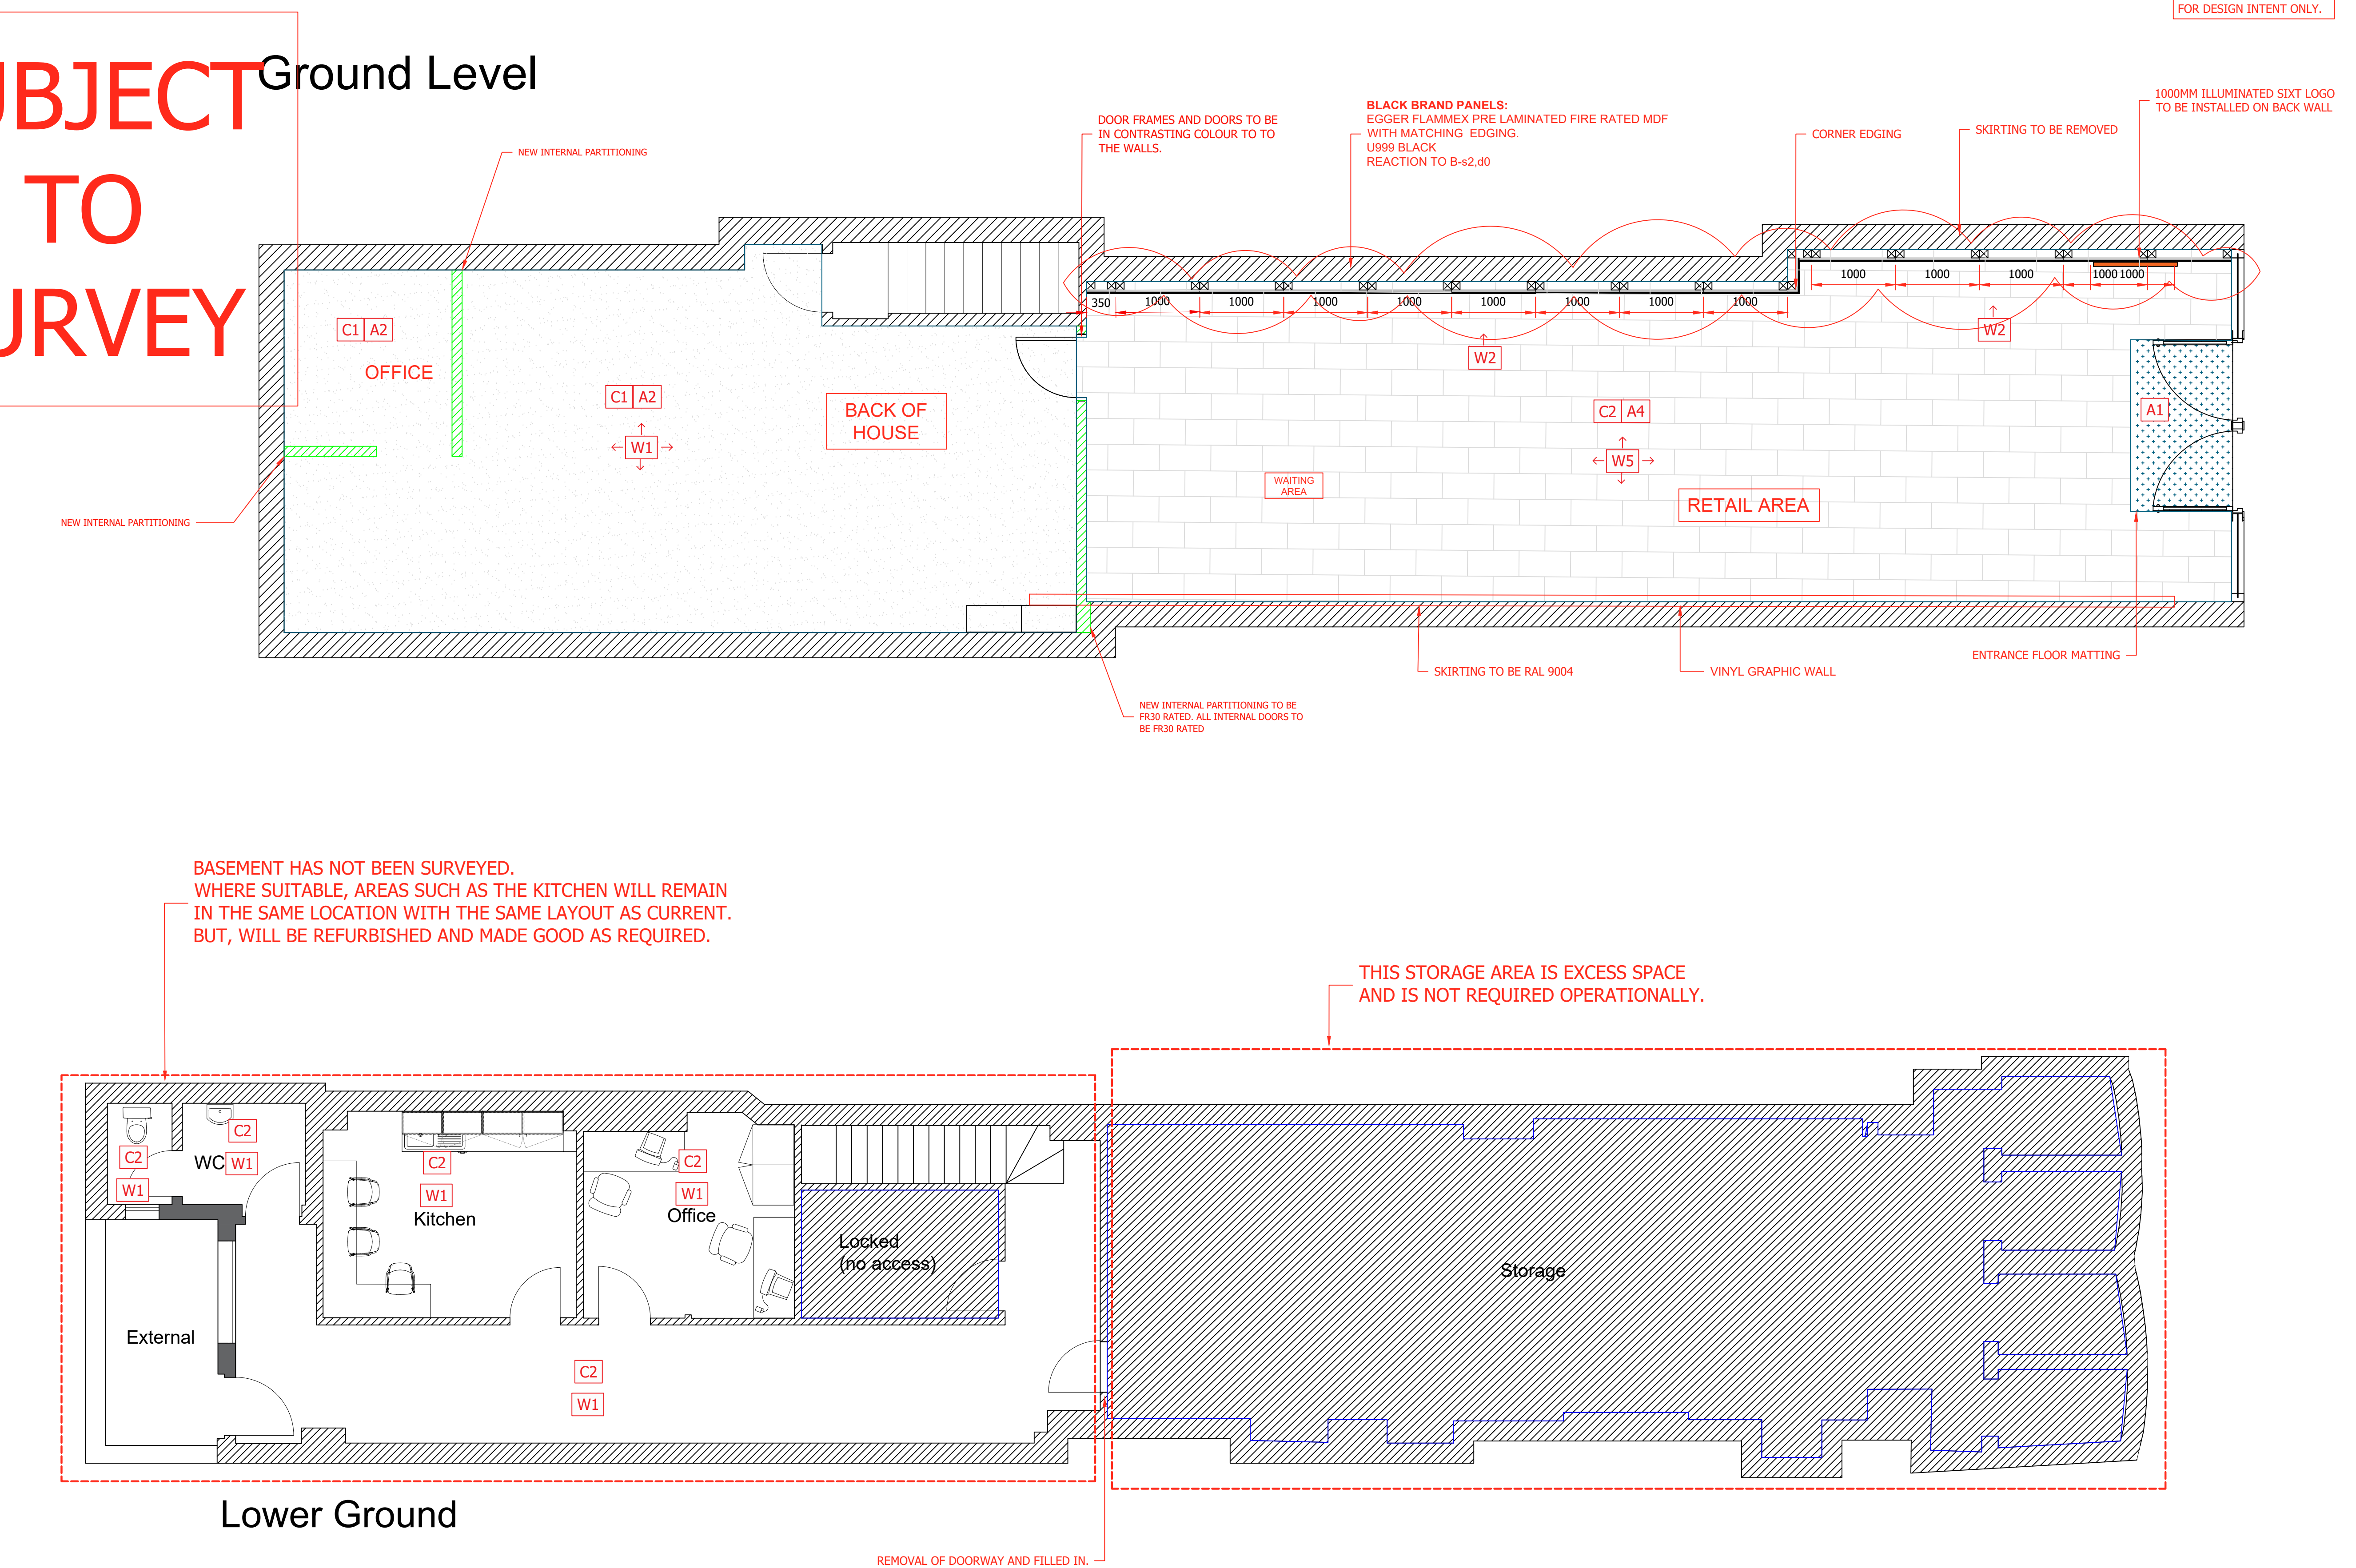 FOR DESIGN INTENT ONLY.
UBJECT
TO
URVEY
Ground Level
NEW INTERNAL PARTITIONING
DOOR FRAMES AND DOORS TO BE
IN CONTRASTING COLOUR TO TO
THE WALLS.
BLACK BRAND PANELS:
EGGER FLAMMEX PRE LAMINATED FIRE RATED MDF
WITH MATCHING EDGING.
U999 BLACK
REACTION TO B-s2,d0
CORNER EDGING
SKIRTING TO BE REMOVED
1000MM ILLUMINATED SIXT LOGO
TO BE INSTALLED ON BACK WALL
1000 1000 1000 1000 1000
350 1000 1000 1000 1000 1000 1000 1000 1000
C1 A2
OFFICE
C1 A2
W1
BACK OF
HOUSE
W2
W2
C2 A4
W5
A1
WAITING
AREA
RETAIL AREA
NEW INTERNAL PARTITIONING
SKIRTING TO BE RAL 9004
VINYL GRAPHIC WALL
ENTRANCE FLOOR MATTING
NEW INTERNAL PARTITIONING TO BE
FR30 RATED. ALL INTERNAL DOORS TO
BE FR30 RATED
BASEMENT HAS NOT BEEN SURVEYED.
WHERE SUITABLE, AREAS SUCH AS THE KITCHEN WILL REMAIN
IN THE SAME LOCATION WITH THE SAME LAYOUT AS CURRENT.
BUT, WILL BE REFURBISHED AND MADE GOOD AS REQUIRED.
THIS STORAGE AREA IS EXCESS SPACE
AND IS NOT REQUIRED OPERATIONALLY.
C2
W1
C2
WC W1
C2
W1
Kitchen
C2
W1
Office
Locked
(no access)
Storage
External
C2
W1
Lower Ground
REMOVAL OF DOORWAY AND FILLED IN.